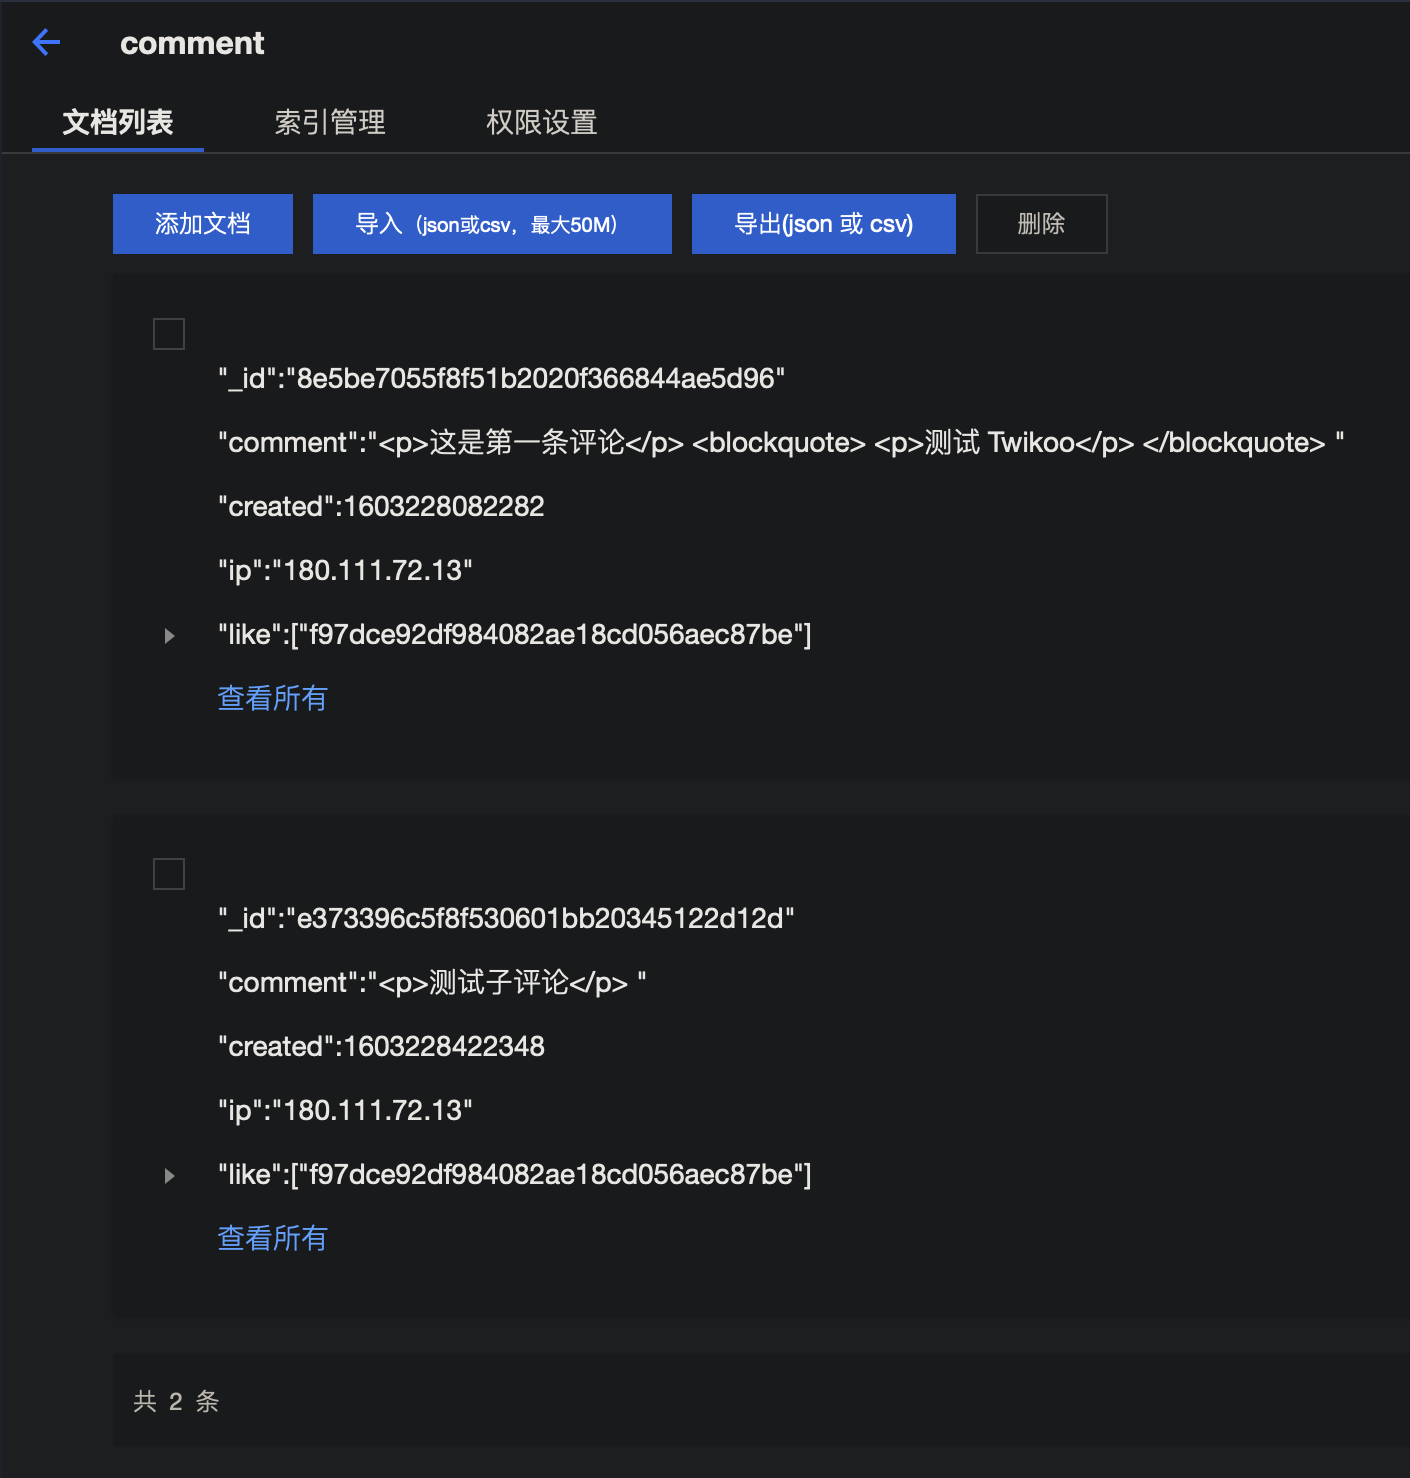 comment
文档列表 索引管理 权限设置
添加文档 导入（json或csv，最大50M） 导出(json 或 csv) 删除
"_id":"8e5be7055f8f51b2020f366844ae5d96"
"comment":"<p>这是第一条评论</p> <blockquote> <p>测试 Twikoo</p> </blockquote> "
"created":1603228082282
"ip":"180.111.72.13"
"like":["f97dce92df984082ae18cd056aec87be"]
查看所有
"_id":"e373396c5f8f530601bb20345122d12d"
"comment":"<p>测试子评论</p> "
"created":1603228422348
"ip":"180.111.72.13"
"like":["f97dce92df984082ae18cd056aec87be"]
查看所有
共 2 条